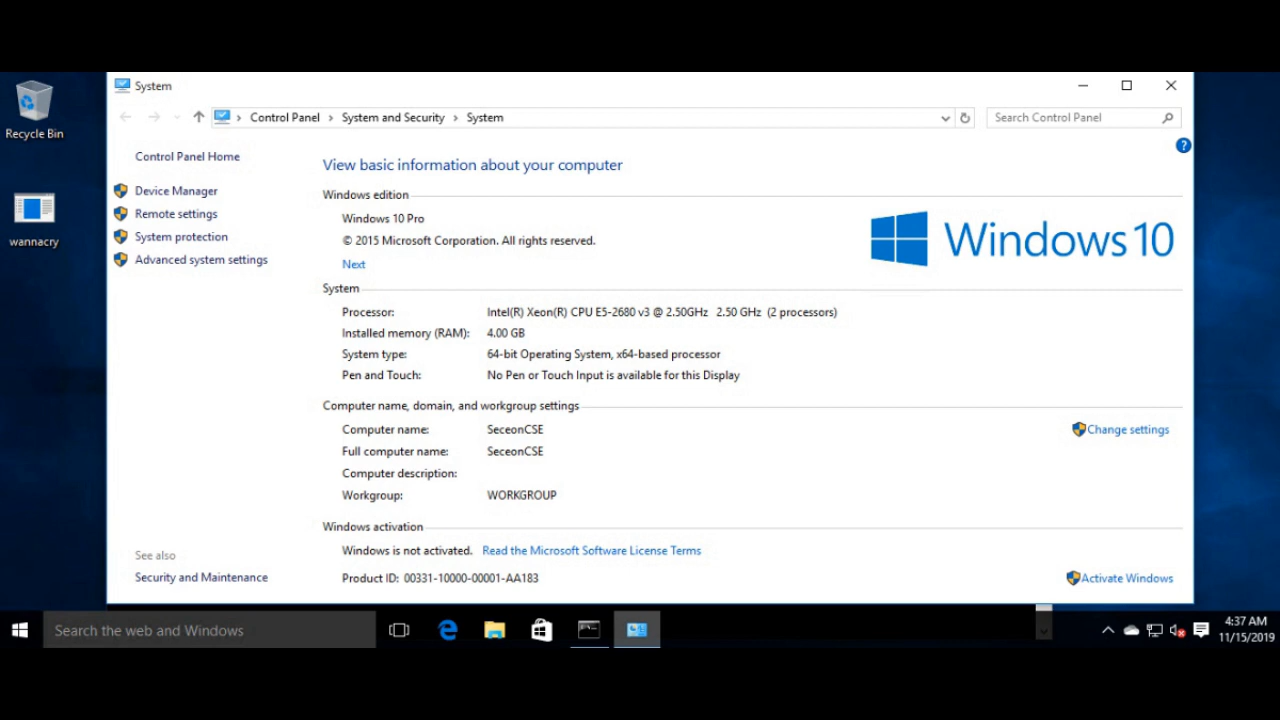 System
Control Panel › System and Security › System
Search Control Panel
Recycle Bin
wannacry
Control Panel Home
Device Manager
Remote settings
System protection
Advanced system settings
See also
Security and Maintenance
View basic information about your computer
Windows edition
Windows 10 Pro
© 2015 Microsoft Corporation. All rights reserved.
Next
Windows 10
System
Processor: Intel(R) Xeon(R) CPU E5-2680 v3 @ 2.50GHz 2.50 GHz (2 processors)
Installed memory (RAM): 4.00 GB
System type: 64-bit Operating System, x64-based processor
Pen and Touch: No Pen or Touch Input is available for this Display
Computer name, domain, and workgroup settings
Computer name: SeceonCSE
Change settings
Full computer name: SeceonCSE
Computer description:
Workgroup: WORKGROUP
Windows activation
Windows is not activated. Read the Microsoft Software License Terms
Product ID: 00331-10000-00001-AA183
Activate Windows
Search the web and Windows
4:37 AM
11/15/2019